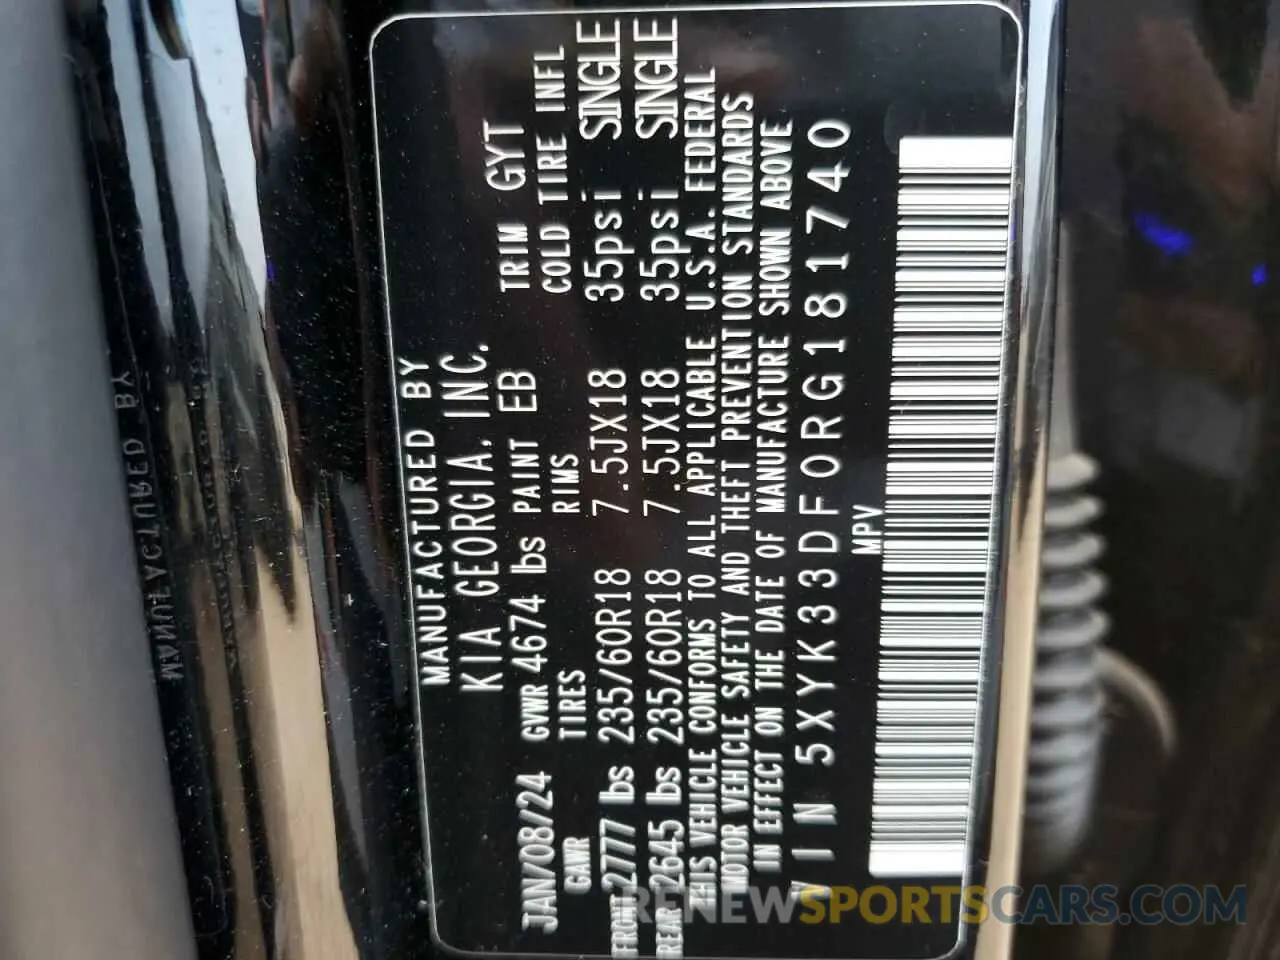 MANUFACTURED BY
KIA GEORGIA, INC.
JAN/08/24 GVWR 4674 lbs PAINT EB TRIM GYT
GAWR TIRES RIMS COLD TIRE INFL
FRONT 2777 lbs 235/60R18 7.5JX18 35psi SINGLE
REAR 2645 lbs 235/60R18 7.5JX18 35psi SINGLE
THIS VEHICLE CONFORMS TO ALL APPLICABLE U.S.A. FEDERAL
MOTOR VEHICLE SAFETY AND THEFT PREVENTION STANDARDS
IN EFFECT ON THE DATE OF MANUFACTURE SHOWN ABOVE
VIN 5XYK33DF0RG181740
MPV
RENEWSPORTSCARS.COM
MANUFACTURED BY